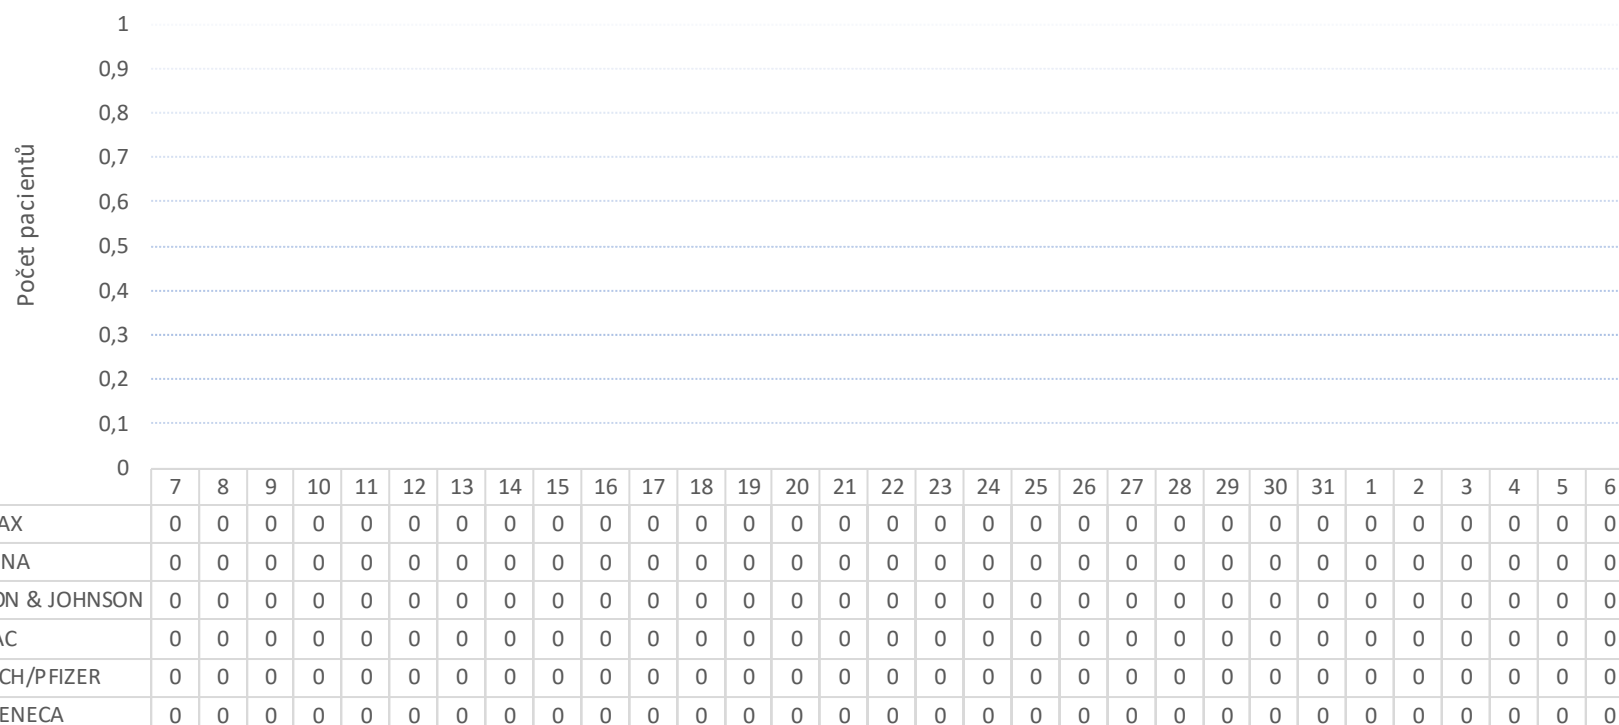 Počet pacientů
1
0,9
0,8
0,7
0,6
0,5
0,4
0,3
0,2
0,1
0
7 8 9 10 11 12 13 14 15 16 17 18 19 20 21 22 23 24 25 26 27 28 29 30 31 1 2 3 4 5 6
AX 0 0 0 0 0 0 0 0 0 0 0 0 0 0 0 0 0 0 0 0 0 0 0 0 0 0 0 0 0 0 0
NA 0 0 0 0 0 0 0 0 0 0 0 0 0 0 0 0 0 0 0 0 0 0 0 0 0 0 0 0 0 0 0
ON & JOHNSON 0 0 0 0 0 0 0 0 0 0 0 0 0 0 0 0 0 0 0 0 0 0 0 0 0 0 0 0 0 0 0
AC 0 0 0 0 0 0 0 0 0 0 0 0 0 0 0 0 0 0 0 0 0 0 0 0 0 0 0 0 0 0 0
CH/PFIZER 0 0 0 0 0 0 0 0 0 0 0 0 0 0 0 0 0 0 0 0 0 0 0 0 0 0 0 0 0 0 0
ENECA 0 0 0 0 0 0 0 0 0 0 0 0 0 0 0 0 0 0 0 0 0 0 0 0 0 0 0 0 0 0 0